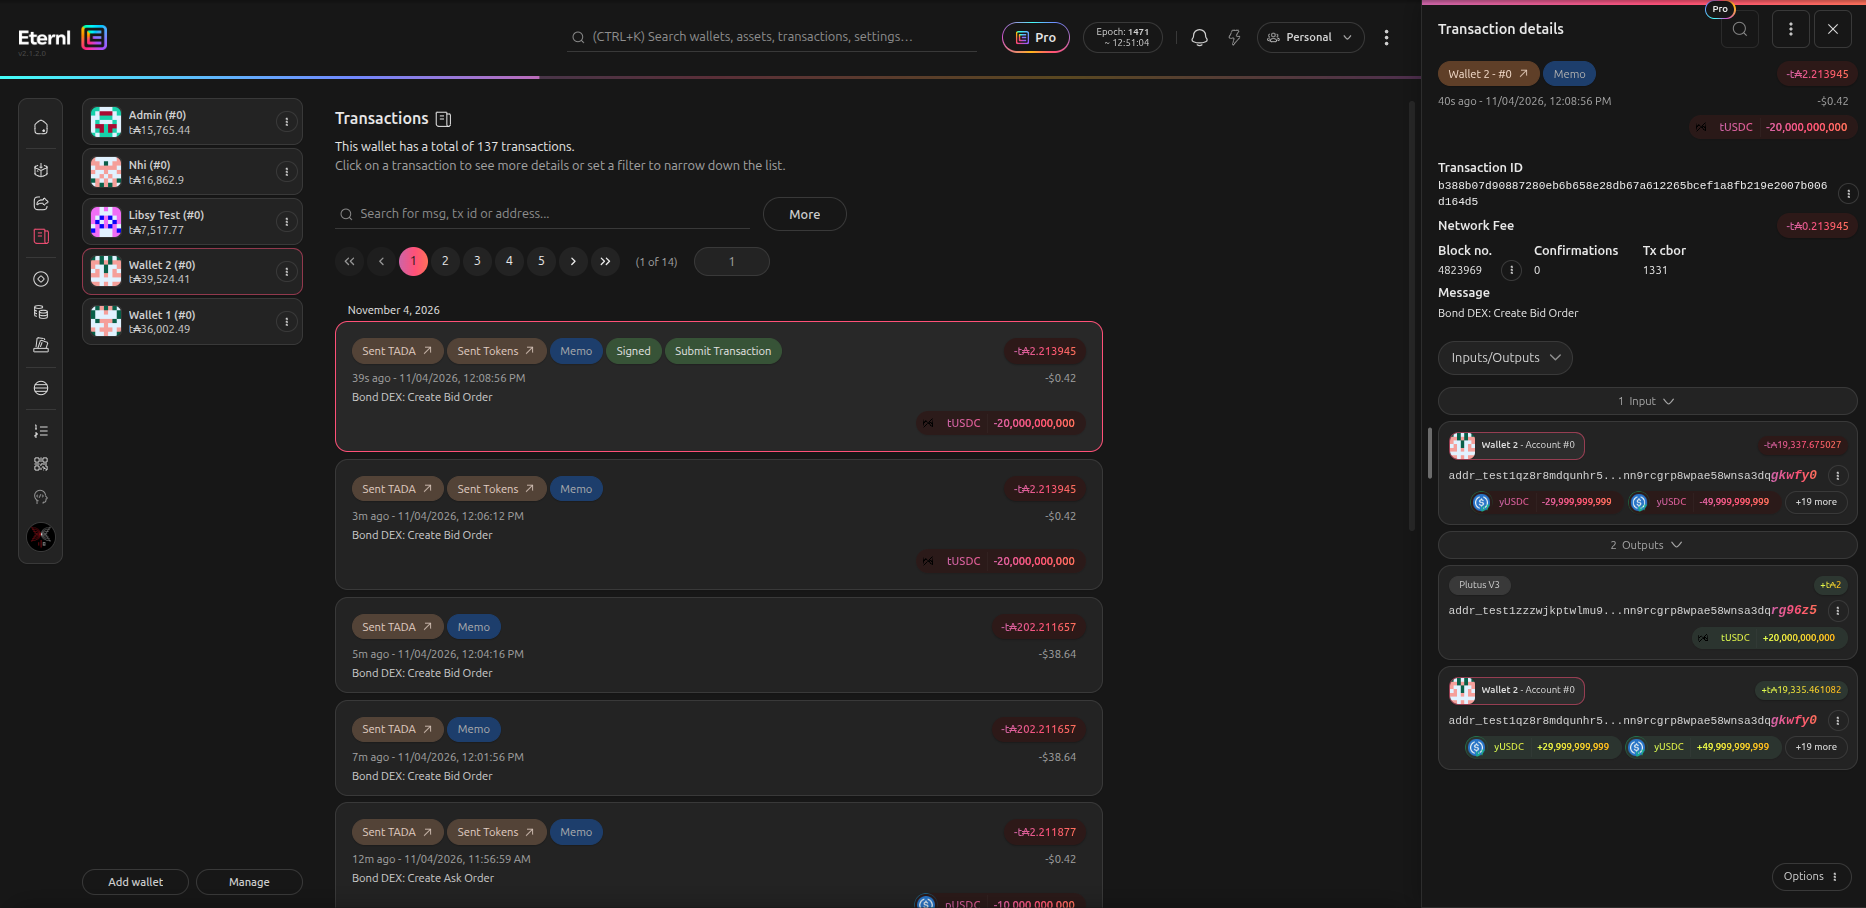 Eternl
v2.1.2.0
(CTRL+K) Search wallets, assets, transactions, settings...
Pro
Epoch: 1471
~ 12:51:04
Personal
Admin (#0)
t₳15,765.44
Nhi (#0)
t₳16,862.9
Libsy Test (#0)
t₳7,517.77
Wallet 2 (#0)
t₳39,524.41
Wallet 1 (#0)
t₳36,002.49
Add wallet
Manage
Transactions
This wallet has a total of 137 transactions.
Click on a transaction to see more details or set a filter to narrow down the list.
Search for msg, tx id or address...
More
1 2 3 4 5 (1 of 14) 1
November 4, 2026
Sent TADA Sent Tokens Memo Signed Submit Transaction -t₳2.213945
39s ago - 11/04/2026, 12:08:56 PM -$0.42
Bond DEX: Create Bid Order
tUSDC -20,000,000,000
Sent TADA Sent Tokens Memo -t₳2.213945
3m ago - 11/04/2026, 12:06:12 PM -$0.42
Bond DEX: Create Bid Order
tUSDC -20,000,000,000
Sent TADA Memo -t₳202.211657
5m ago - 11/04/2026, 12:04:16 PM -$38.64
Bond DEX: Create Bid Order
Sent TADA Memo -t₳202.211657
7m ago - 11/04/2026, 12:01:56 PM -$38.64
Bond DEX: Create Bid Order
Sent TADA Sent Tokens Memo -t₳2.211877
12m ago - 11/04/2026, 11:56:59 AM -$0.42
Bond DEX: Create Ask Order
pUSDC -10,000,000,000
Pro
Transaction details
Wallet 2 - #0 Memo -t₳2.213945
40s ago - 11/04/2026, 12:08:56 PM -$0.42
tUSDC -20,000,000,000
Transaction ID
b388b07d90887280eb6b658e28db67a612265bcef1a8fb219e2007b006
d164d5
Network Fee -t₳0.213945
Block no. Confirmations Tx cbor
4823969 0 1331
Message
Bond DEX: Create Bid Order
Inputs/Outputs
1 Input
Wallet 2 - Account #0 -t₳19,337.675027
addr_test1qz8r8mdqunhr5...nn9rcgrp8wpae58wnsa3dqgkwfy0
yUSDC -29,999,999,999 yUSDC -49,999,999,999 +19 more
2 Outputs
Plutus V3 +t₳2
addr_test1zzzwjkptwlmu9...nn9rcgrp8wpae58wnsa3dqrg96z5
tUSDC +20,000,000,000
Wallet 2 - Account #0 +t₳19,335.461082
addr_test1qz8r8mdqunhr5...nn9rcgrp8wpae58wnsa3dqgkwfy0
yUSDC +29,999,999,999 yUSDC +49,999,999,999 +19 more
Options